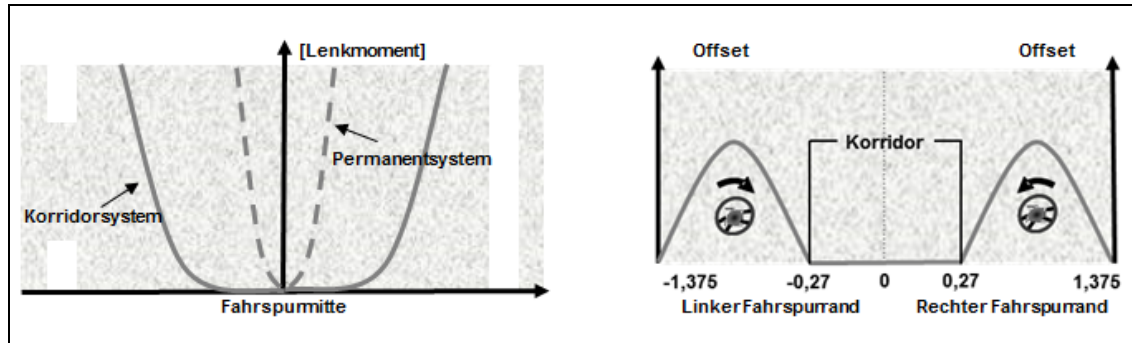 [Lenkmoment]
Permanentsystem
Korridorsystem
Fahrspurmitte
Offset
Offset
Korridor
-1,375
-0,27
0
0,27
1,375
Linker Fahrspurrand
Rechter Fahrspurrand